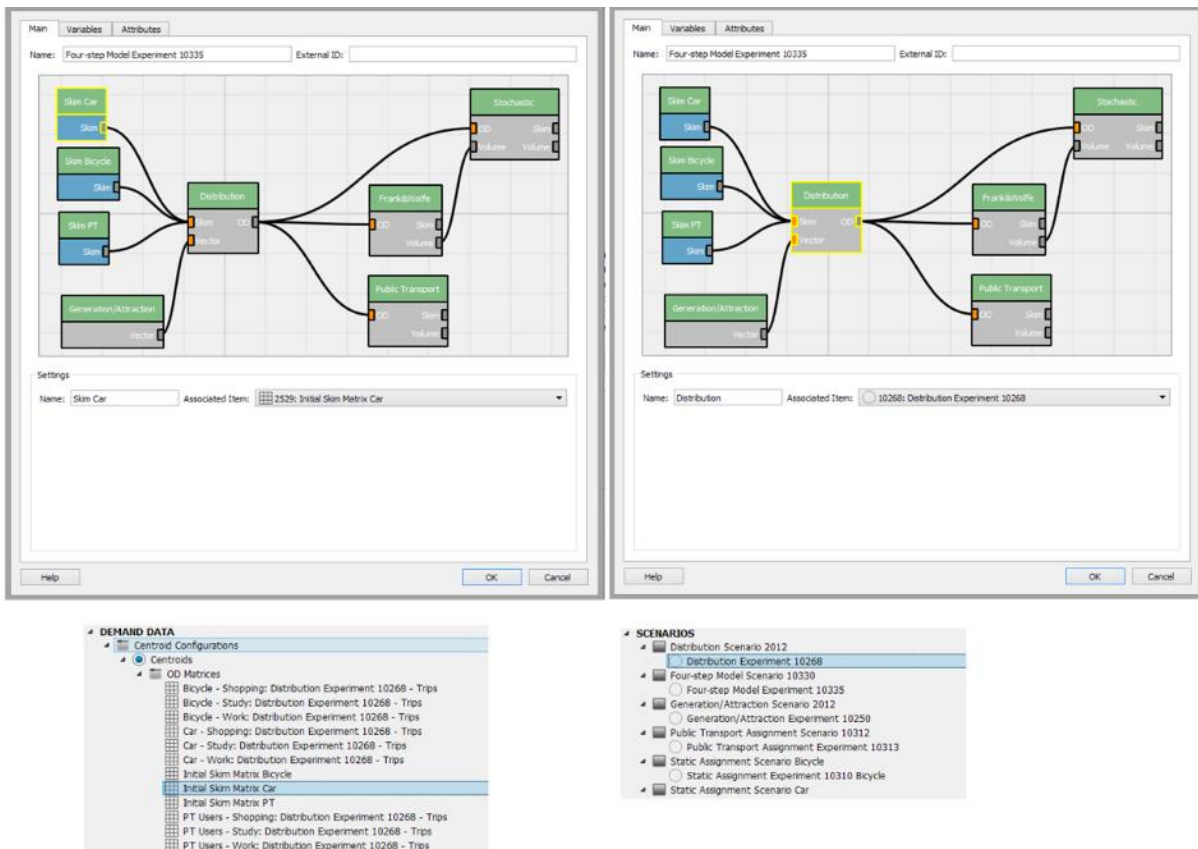 Main Variables Attributes
Name: Four-step Model Experiment 10335 External ID:
Skim Car
Skim
Skim Bicycle
Skim
Skim PT
Skim
Generation/Attraction
Vector
Distribution
Skim OD
Vector
Stochastic
OD Skim
Volume Volume
Frank&Wolfe
OD Skim
Volume
Public Transport
OD Skim
Volume
Settings
Name: Skim Car Associated Item: 2529: Initial Skim Matrix Car
Help OK Cancel
Main Variables Attributes
Name: Four-step Model Experiment 10335 External ID:
Skim Car
Skim
Skim Bicycle
Skim
Skim PT
Skim
Generation/Attraction
Vector
Distribution
Skim OD
Vector
Stochastic
OD Skim
Volume Volume
Frank&Wolfe
OD Skim
Volume
Public Transport
OD Skim
Volume
Settings
Name: Distribution Associated Item: 10268: Distribution Experiment 10268
Help OK Cancel
DEMAND DATA
Centroid Configurations
Centroids
OD Matrices
Bicycle - Shopping: Distribution Experiment 10268 - Trips
Bicycle - Study: Distribution Experiment 10268 - Trips
Bicycle - Work: Distribution Experiment 10268 - Trips
Car - Shopping: Distribution Experiment 10268 - Trips
Car - Study: Distribution Experiment 10268 - Trips
Car - Work: Distribution Experiment 10268 - Trips
Initial Skim Matrix Bicycle
Initial Skim Matrix Car
Initial Skim Matrix PT
PT Users - Shopping: Distribution Experiment 10268 - Trips
PT Users - Study: Distribution Experiment 10268 - Trips
PT Users - Work: Distribution Experiment 10268 - Trips
SCENARIOS
Distribution Scenario 2012
Distribution Experiment 10268
Four-step Model Scenario 10330
Four-step Model Experiment 10335
Generation/Attraction Scenario 2012
Generation/Attraction Experiment 10250
Public Transport Assignment Scenario 10312
Public Transport Assignment Experiment 10313
Static Assignment Scenario Bicycle
Static Assignment Experiment 10310 Bicycle
Static Assignment Scenario Car